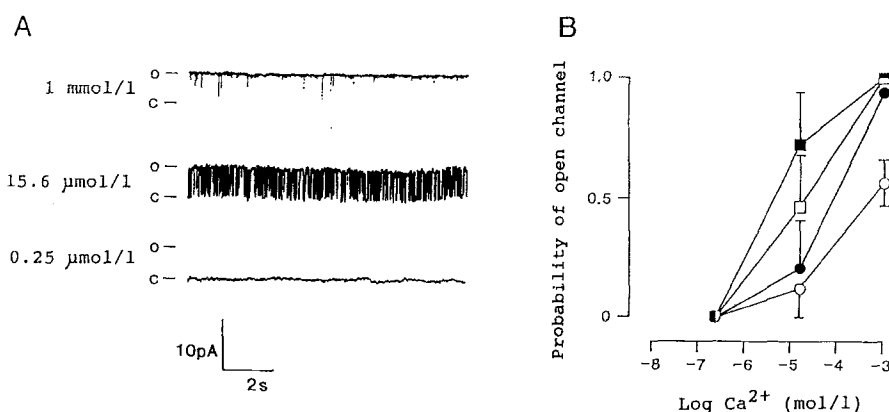 A
1 mmol/l
o
c
15.6 µmol/l
o
c
0.25 µmol/l
o
c
10pA
2s
B
Probability of open channel
1.0
0.5
0
-8 -7 -6 -5 -4 -3
Log Ca²⁺ (mol/l)